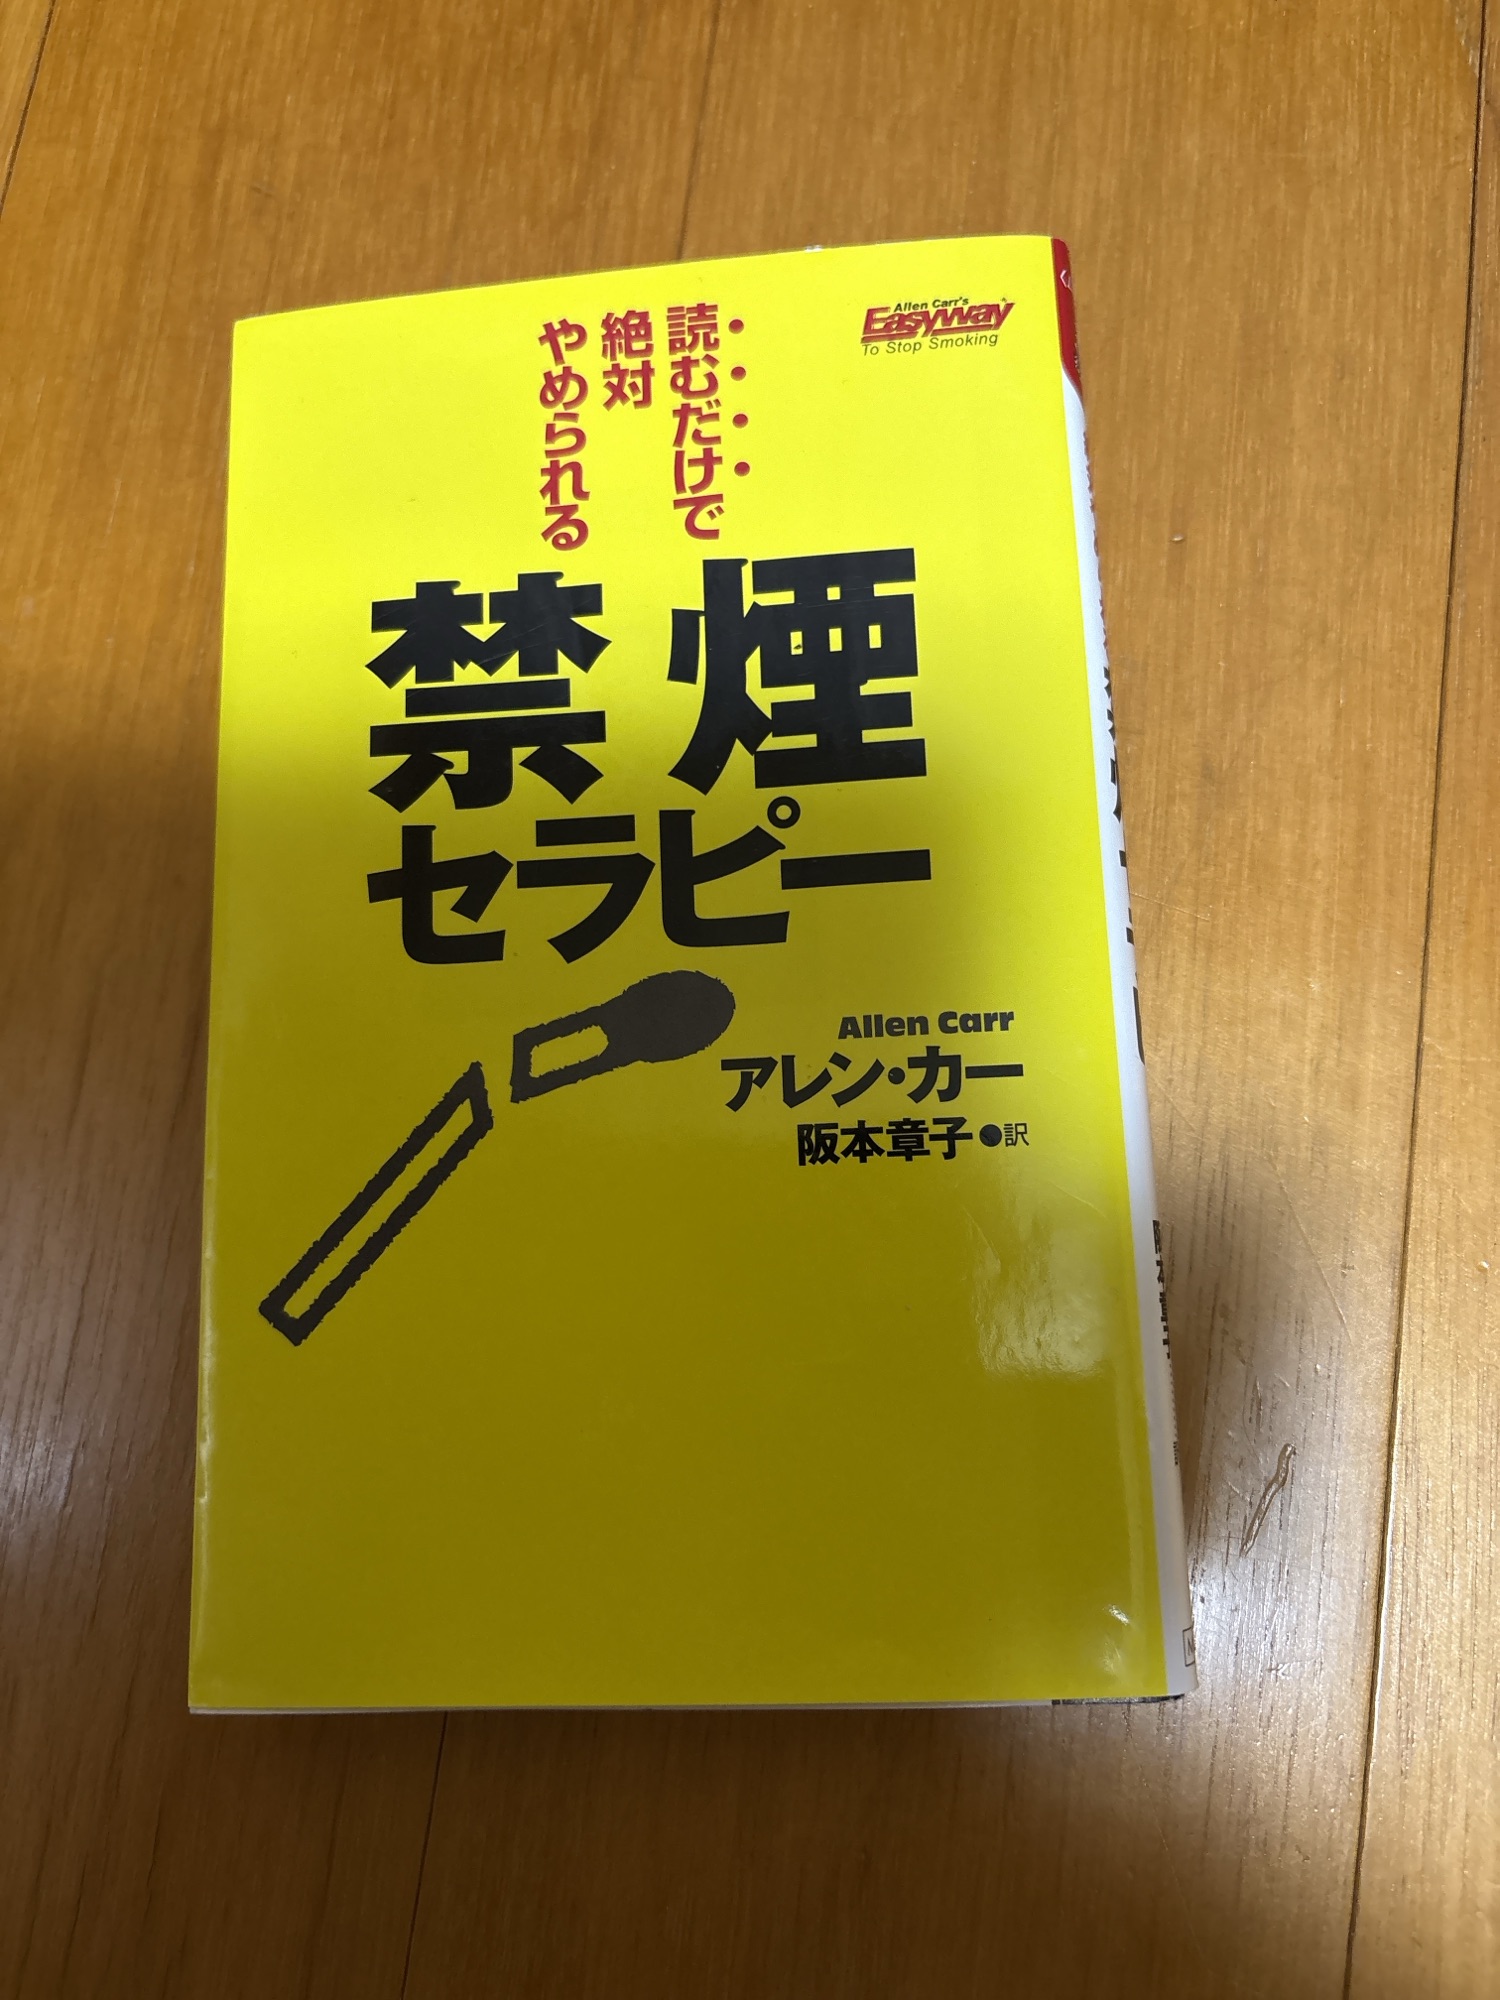 Allen Carr's
Easyway
To Stop Smoking
読むだけで
絶対
やめられる
禁煙
セラピー
Allen Carr
アレン・カー
阪本章子●訳